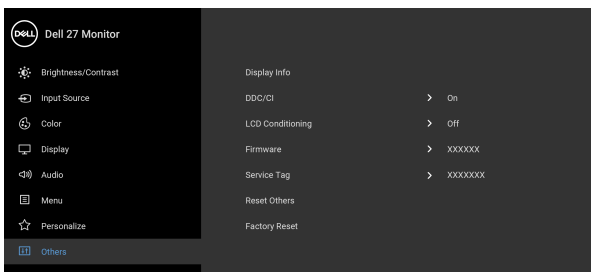 DELL Dell 27 Monitor
Brightness/Contrast
Display Info
Input Source
DDC/CI > On
Color
LCD Conditioning > Off
Display
Firmware > XXXXXX
Audio
Service Tag > XXXXXXX
Menu
Reset Others
Personalize
Factory Reset
Others